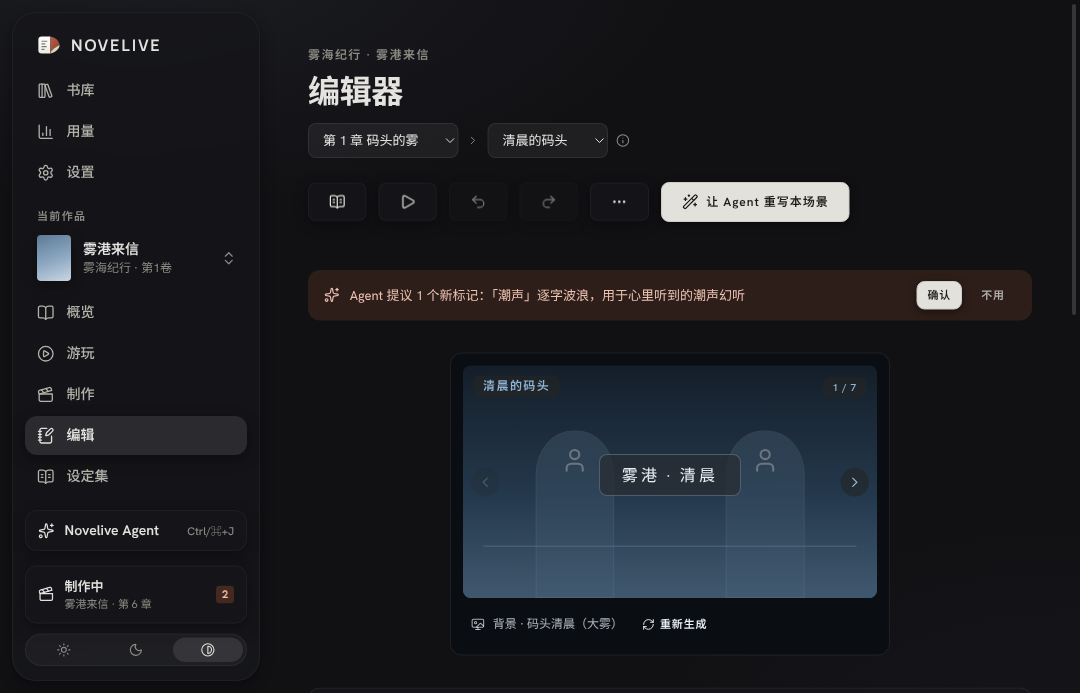 NOVELIVE
书库
用量
设置
当前作品
雾港来信
雾海纪行 · 第1卷
概览
游玩
制作
编辑
设定集
Novelive Agent Ctrl/⌘+J
制作中
雾港来信 · 第 6 章
2
雾海纪行 · 雾港来信
编辑器
第 1 章 码头的雾
清晨的码头
让 Agent 重写本场景
Agent 提议 1 个新标记：「潮声」逐字波浪，用于心里听到的潮声幻听
确认
不用
清晨的码头
1 / 7
雾港 · 清晨
背景 · 码头清晨（大雾）
重新生成